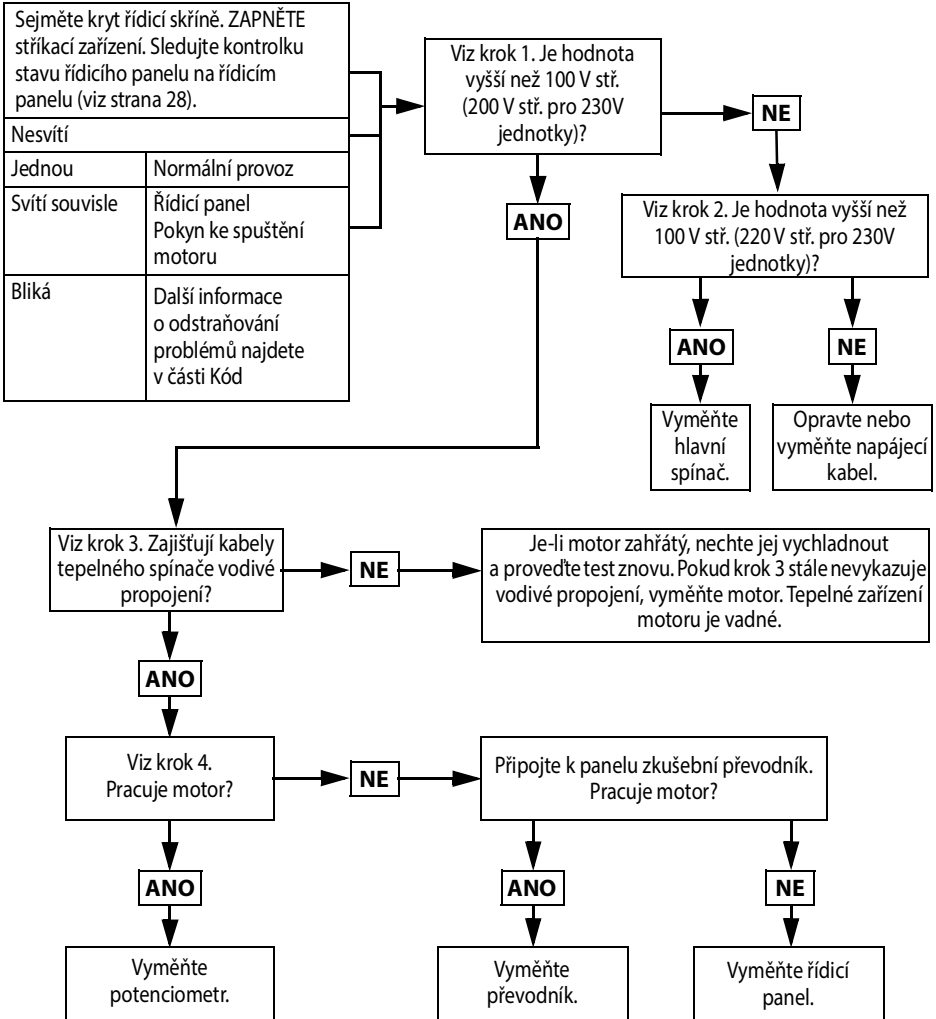 Sejměte kryt řídicí skříně. ZAPNĚTE
stříkací zařízení. Sledujte kontrolku
stavu řídicího panelu na řídicím
panelu (viz strana 28).
Nesvítí
Jednou
Normální provoz
Svítí souvisle
Řídicí panel
Pokyn ke spuštění
motoru
Bliká
Další informace
o odstraňování
problémů najdete
v části Kód
Viz krok 1. Je hodnota
vyšší než 100 V stř.
(200 V stř. pro 230V
jednotky)?
NE
ANO
Viz krok 2. Je hodnota vyšší než
100 V stř. (220 V stř. pro 230V
jednotky)?
ANO
NE
Vyměňte
hlavní
spínač.
Opravte nebo
vyměňte napájecí
kabel.
Viz krok 3. Zajišťují kabely
tepelného spínače vodivé
propojení?
NE
Je-li motor zahřátý, nechte jej vychladnout
a proveďte test znovu. Pokud krok 3 stále nevykazuje
vodivé propojení, vyměňte motor. Tepelné zařízení
motoru je vadné.
ANO
Viz krok 4.
Pracuje motor?
NE
Připojte k panelu zkušební převodník.
Pracuje motor?
ANO
ANO
NE
Vyměňte
potenciometr.
Vyměňte
převodník.
Vyměňte řídicí
panel.